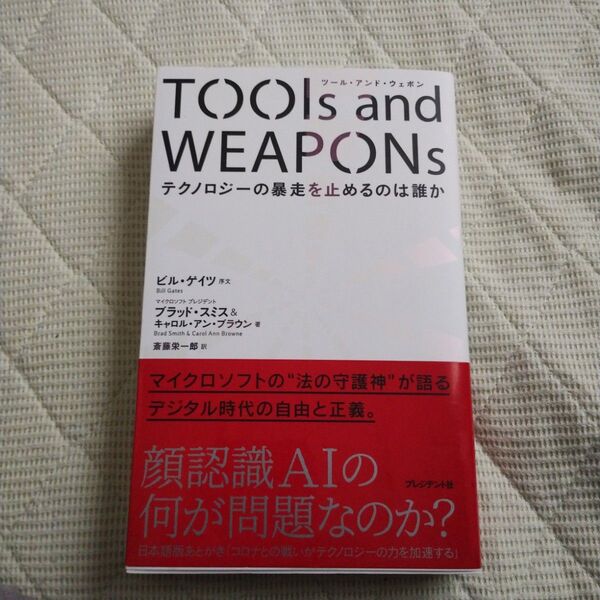 ツール・アンド・ウェポン
TOOls and
WEAPONs
テクノロジーの暴走を止めるのは誰か
ビル・ゲイツ 序文
Bill Gates
マイクロソフト プレジデント
ブラッド・スミス&
キャロル・アン・ブラウン 著
Brad Smith & Carol Ann Browne
斎藤栄一郎 訳
マイクロソフトの“法の守護神”が語る
デジタル時代の自由と正義。
顔認識AIの
何が問題なのか?
プレジデント社
日本語版あとがき「コロナとの戦いがテクノロジーの力を加速する」